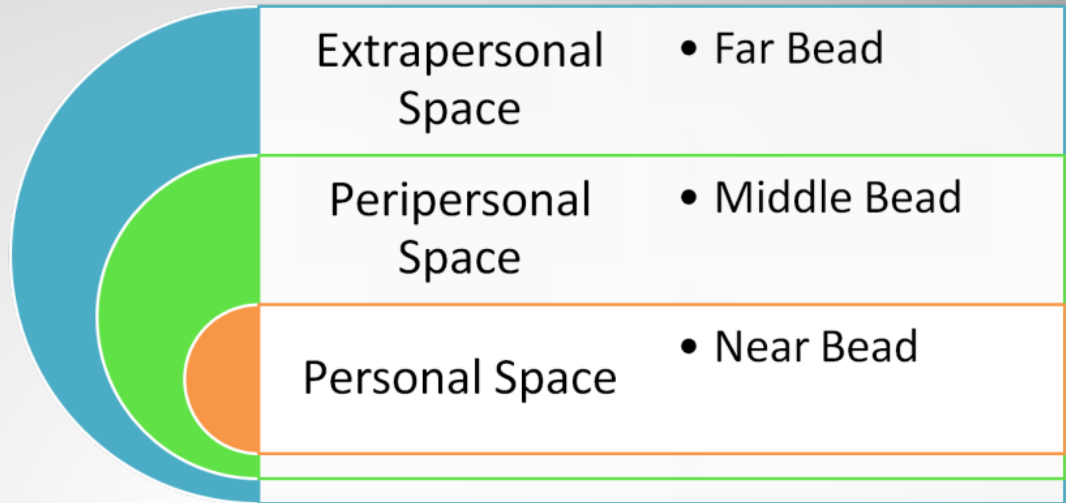 Extrapersonal
Space
• Far Bead
Peripersonal
Space
• Middle Bead
Personal Space
• Near Bead